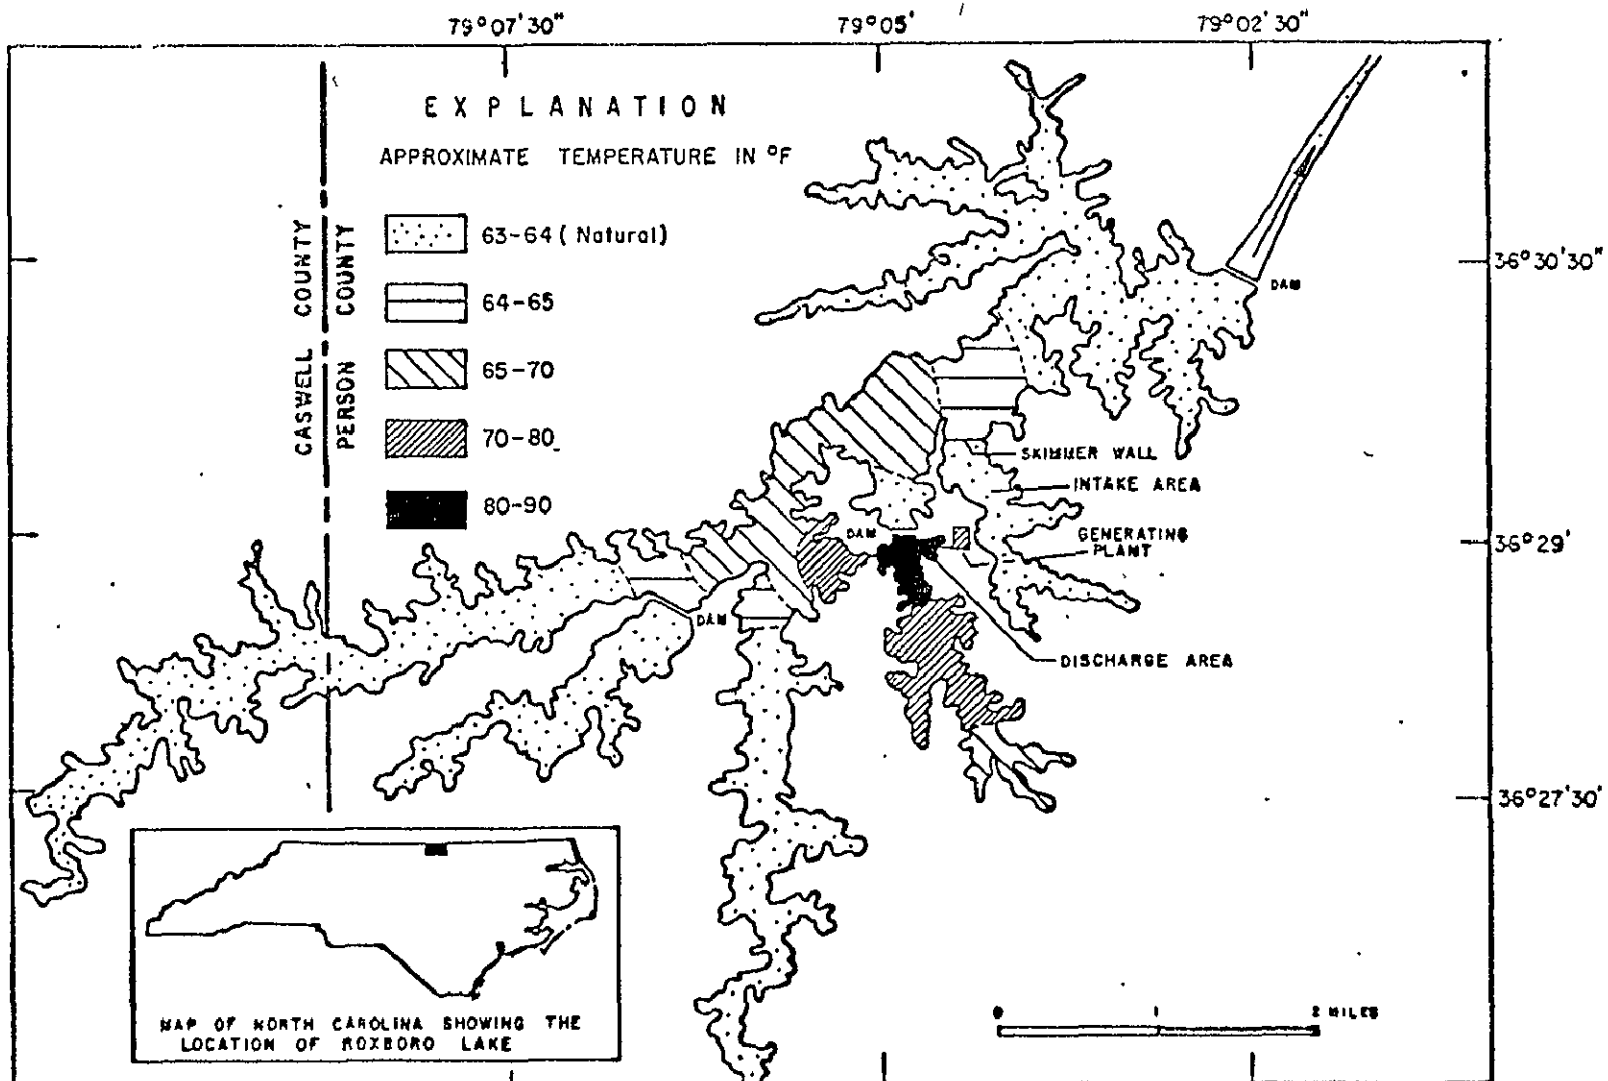 79°07'30"
79°05'
79°02'30"
EXPLANATION
APPROXIMATE TEMPERATURE IN °F
63-64 (Natural)
64-65
65-70
70-80
80-90
CASWELL COUNTY
PERSON COUNTY
36°30'30"
DAM
SKIMMER WALL
INTAKE AREA
DAM
GENERATING
PLANT
36°29'
DAM
DISCHARGE AREA
36°27'30"
0 1 2 MILES
MAP OF NORTH CAROLINA SHOWING THE
LOCATION OF ROXBORO LAKE